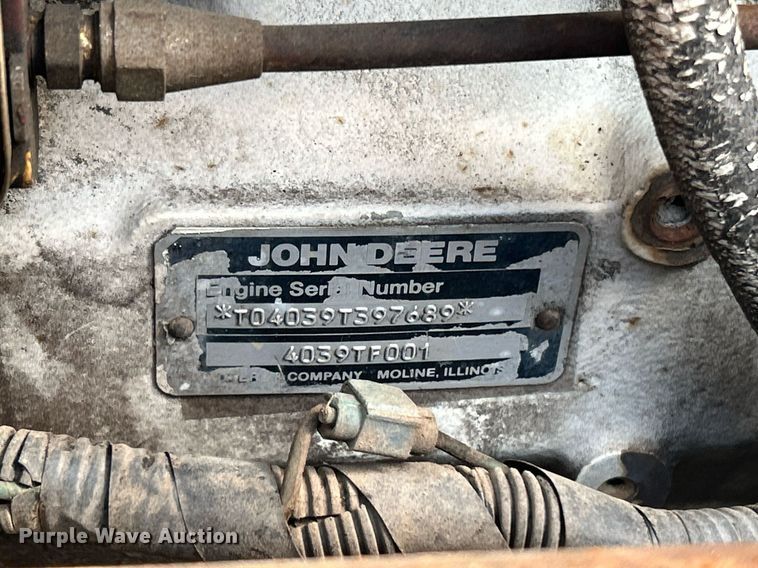 JOHN DEERE
Engine Serial Number
*T04039T397689*
4039TF001
COMPANY MOLINE, ILLINOIS
Purple Wave Auction